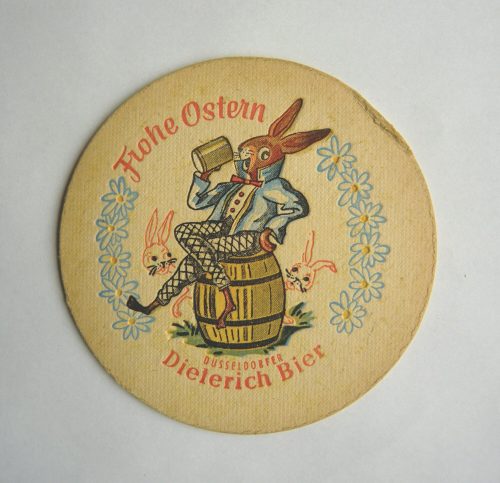 Frohe Ostern
DÜSSELDORFER
Dieterich Bier